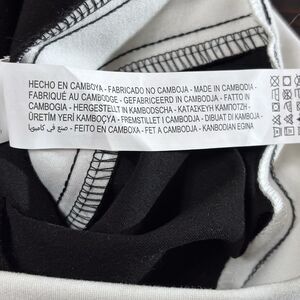 HECHO EN CAMBOYA - FABRICADO NO CAMBOJA - MADE IN CAMBODIA -
FABRIQUÉ AU CAMBODGE - GEFABRICEERD IN CAMBODJA - FATTO IN
CAMBOGIA - HERGESTELLT IN KAMBODSCHA - ΚΑΤΑΣΚΕΥΗ ΚΑΜΠΟΤΖΗ -
ÜRETİM YERİ KAMBOÇYA - FREMSTILLET I CAMBODJA - DIBUAT DI KAMBOJA -
صنع في كامبوديا - FEITO EN CAMBOXA - FET A CAMBODJA - KANBODIAN EGINA